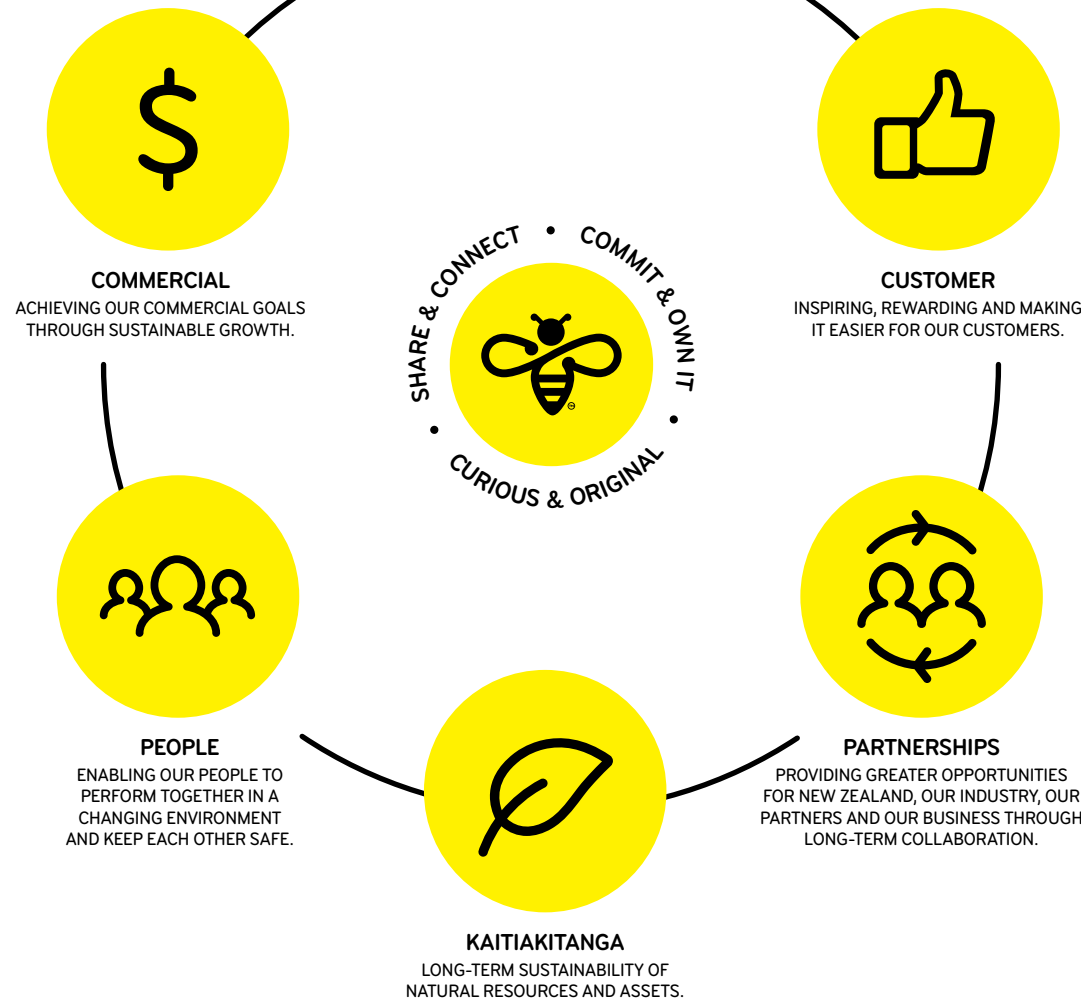 COMMERCIAL
ACHIEVING OUR COMMERCIAL GOALS
THROUGH SUSTAINABLE GROWTH.
CUSTOMER
INSPIRING, REWARDING AND MAKING
IT EASIER FOR OUR CUSTOMERS.
SHARE & CONNECT • COMMIT & OWN IT • CURIOUS & ORIGINAL •
PEOPLE
ENABLING OUR PEOPLE TO
PERFORM TOGETHER IN A
CHANGING ENVIRONMENT
AND KEEP EACH OTHER SAFE.
PARTNERSHIPS
PROVIDING GREATER OPPORTUNITIES
FOR NEW ZEALAND, OUR INDUSTRY, OUR
PARTNERS AND OUR BUSINESS THROUGH
LONG-TERM COLLABORATION.
KAITIAKITANGA
LONG-TERM SUSTAINABILITY OF
NATURAL RESOURCES AND ASSETS.